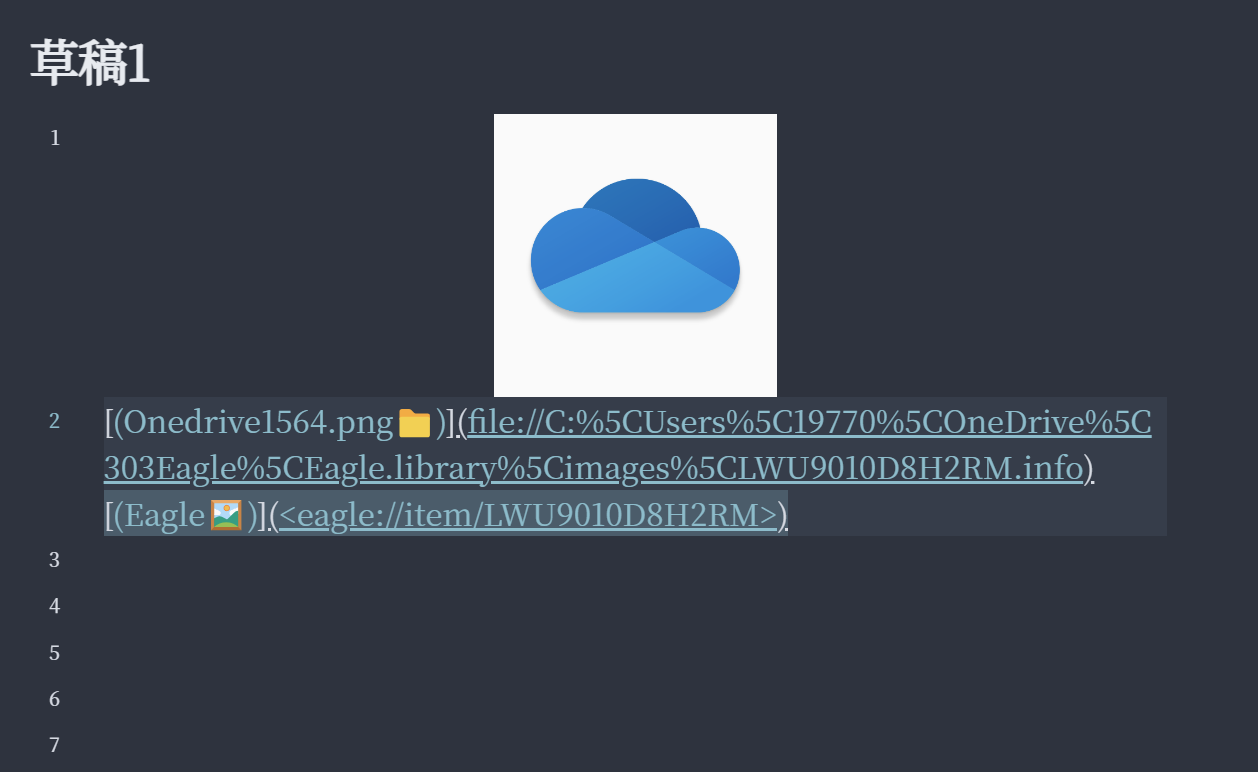 草稿1
1
2 [(Onedrive1564.png📁)](file://C:%5CUsers%5C19770%5COneDrive%5C
303Eagle%5CEagle.library%5Cimages%5CLWU9010D8H2RM.info)
[(Eagle🖼️)](<eagle://item/LWU9010D8H2RM>)
3
4
5
6
7